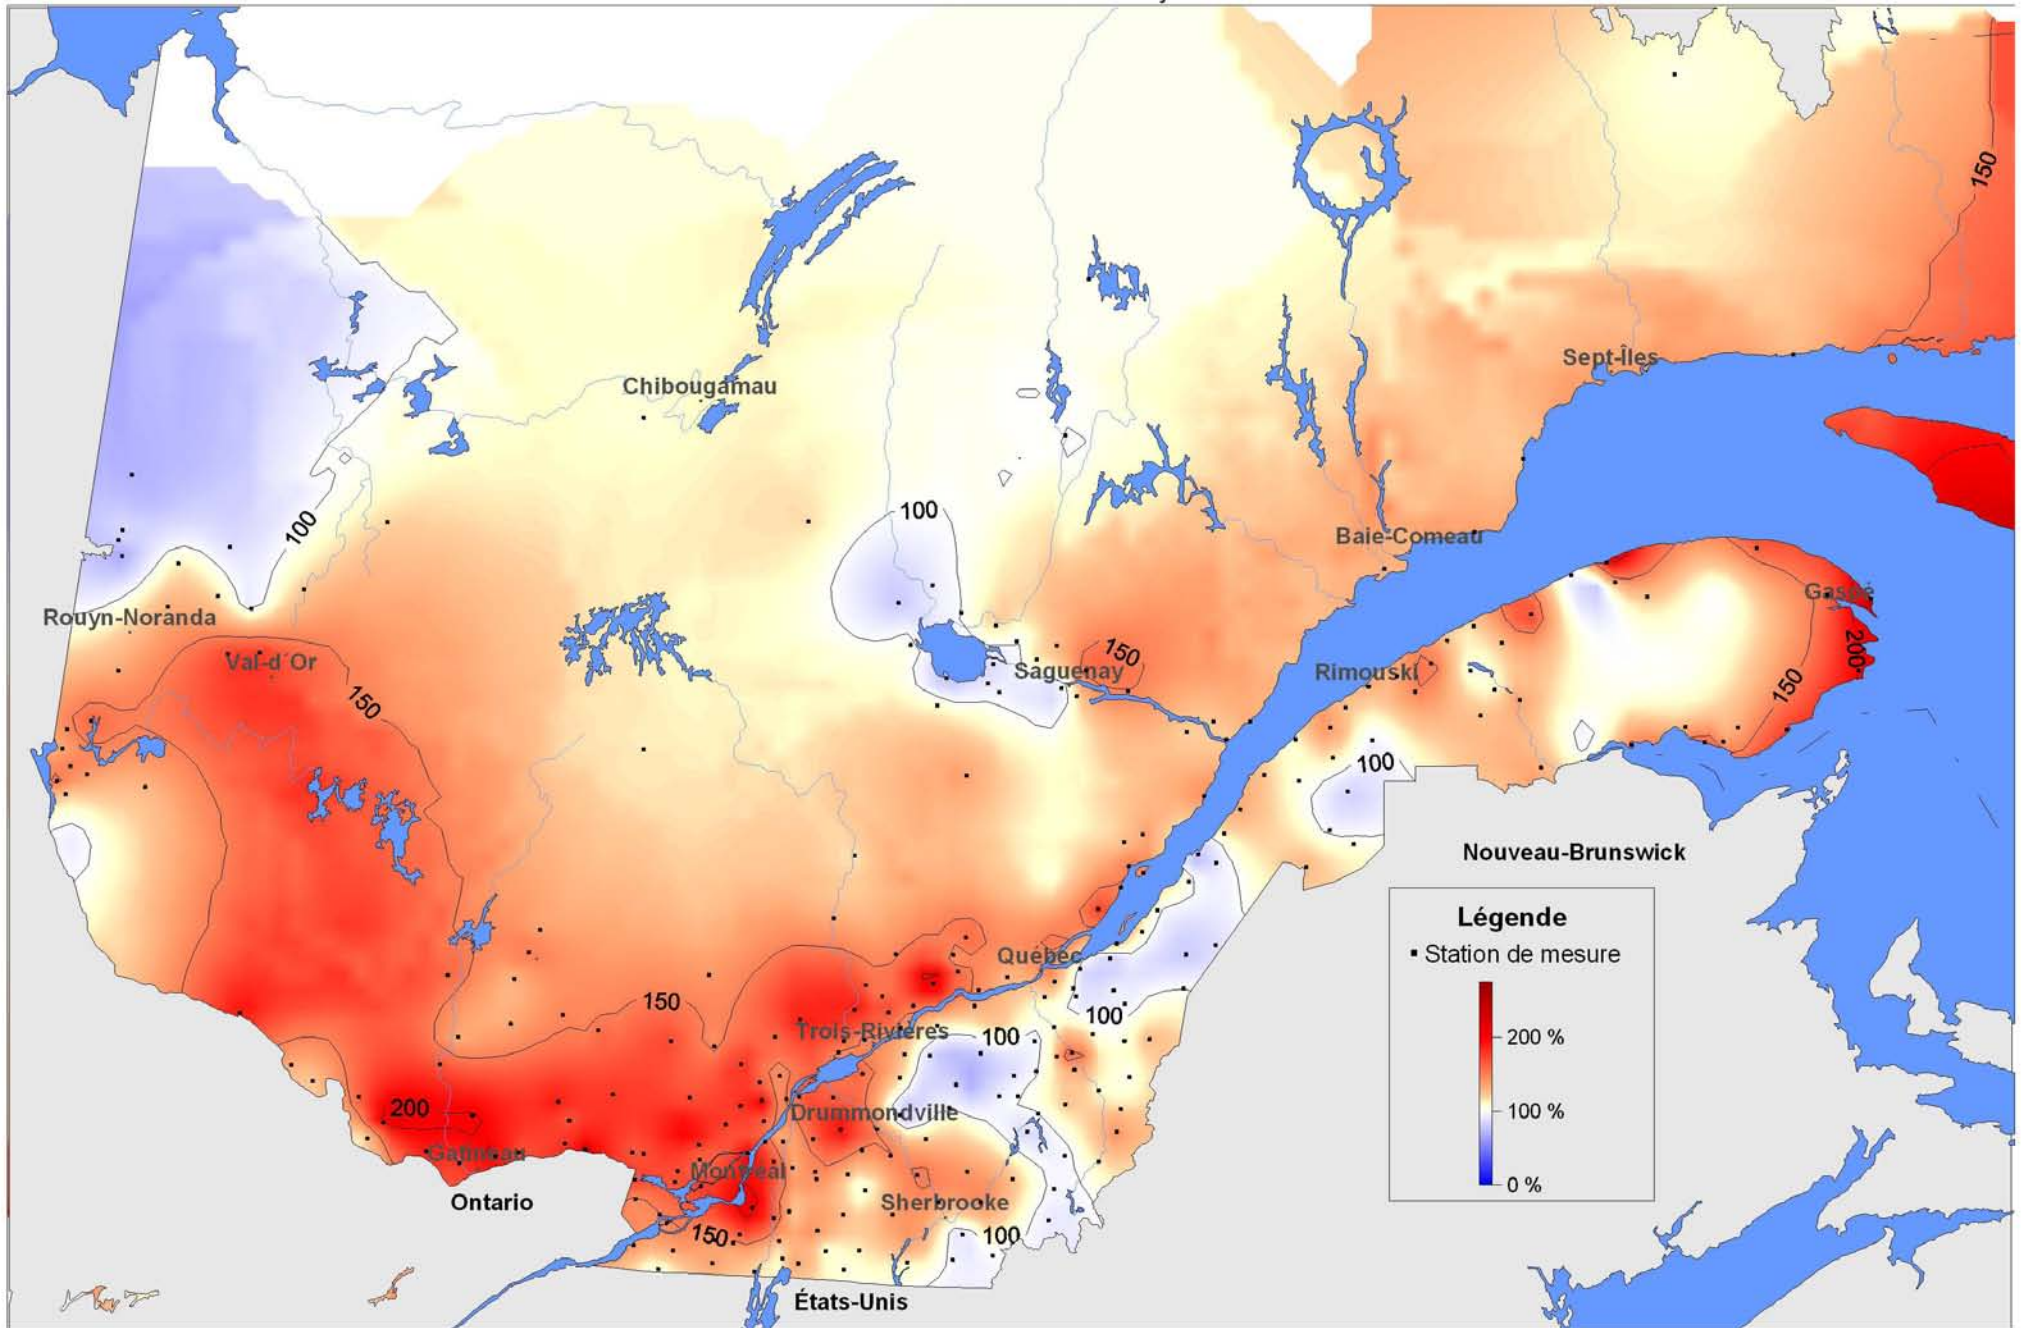 150
Sept-Îles
Chibougamau
100
100
Baie-Comeau
Gaspé
Rouyn-Noranda
200
150
Val-d'Or
Saguenay
Rimouski
150
150
100
Nouveau-Brunswick
Légende
Station de mesure
200 %
100 %
0 %
Québec
150
100
Trois-Rivières
100
200
Drummondville
Gatineau
Montréal
Ontario
Sherbrooke
150
100
États-Unis